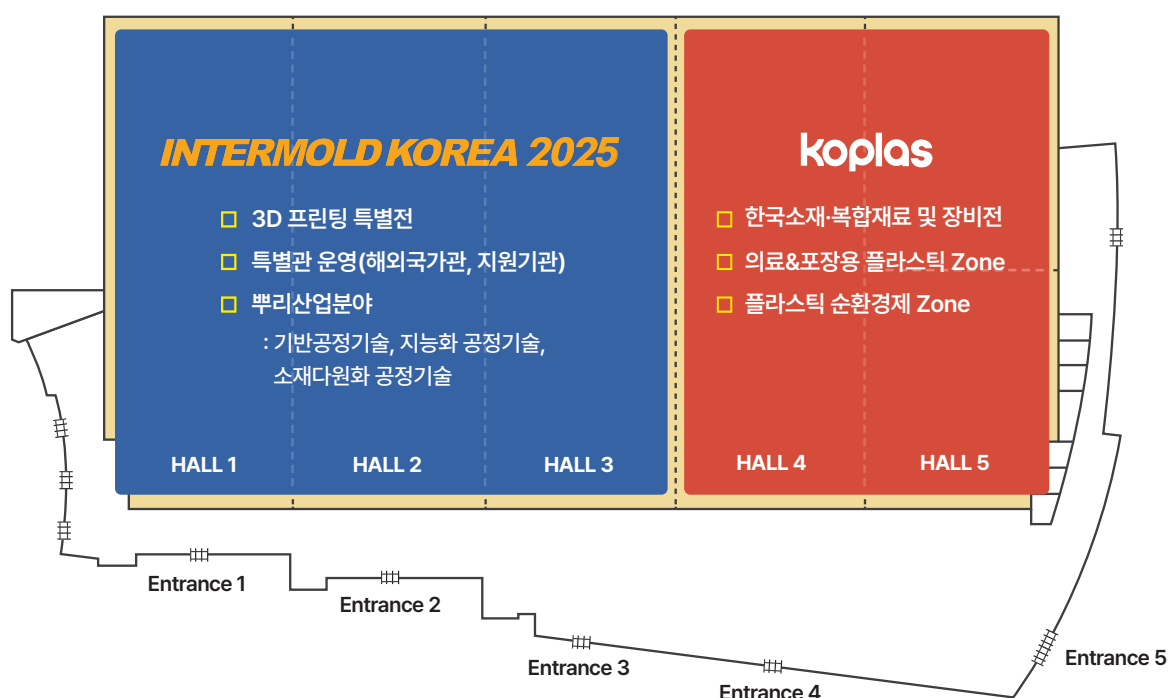 INTERMOLD KOREA 2025
3D 프린팅 특별전
특별관 운영(해외국가관, 지원기관)
뿌리산업분야
: 기반공정기술, 지능화 공정기술,
소재다원화 공정기술
HALL 1
HALL 2
HALL 3
koplas
한국소재·복합재료 및 장비전
의료&포장용 플라스틱 Zone
플라스틱 순환경제 Zone
HALL 4
HALL 5
Entrance 1
Entrance 2
Entrance 3
Entrance 4
Entrance 5